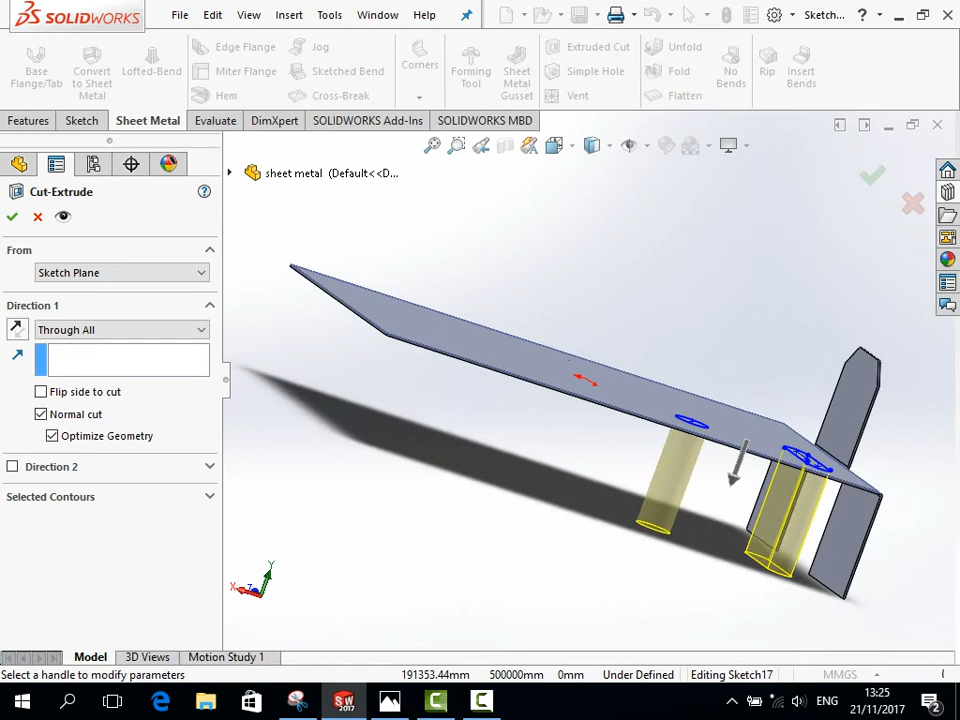 SOLIDWORKS
File Edit View Insert Tools Window Help
Sketch...
?
Base Flange/Tab
Convert to Sheet Metal
Lofted-Bend
Edge Flange
Miter Flange
Hem
Jog
Sketched Bend
Cross-Break
Corners
Forming Tool
Sheet Metal Gusset
Extruded Cut
Simple Hole
Vent
Unfold
Fold
Flatten
No Bends
Rip
Insert Bends
Features Sketch Sheet Metal Evaluate DimXpert SOLIDWORKS Add-Ins SOLIDWORKS MBD
sheet metal (Default<<D...
Cut-Extrude
?
From
Sketch Plane
Direction 1
Through All
Flip side to cut
Normal cut
Optimize Geometry
Direction 2
Selected Contours
Y
X
Z
Model 3D Views Motion Study 1
Select a handle to modify parameters
191353.44mm 500000mm 0mm Under Defined Editing Sketch17 MMGS
SW
2017
ENG
13:25
21/11/2017
2